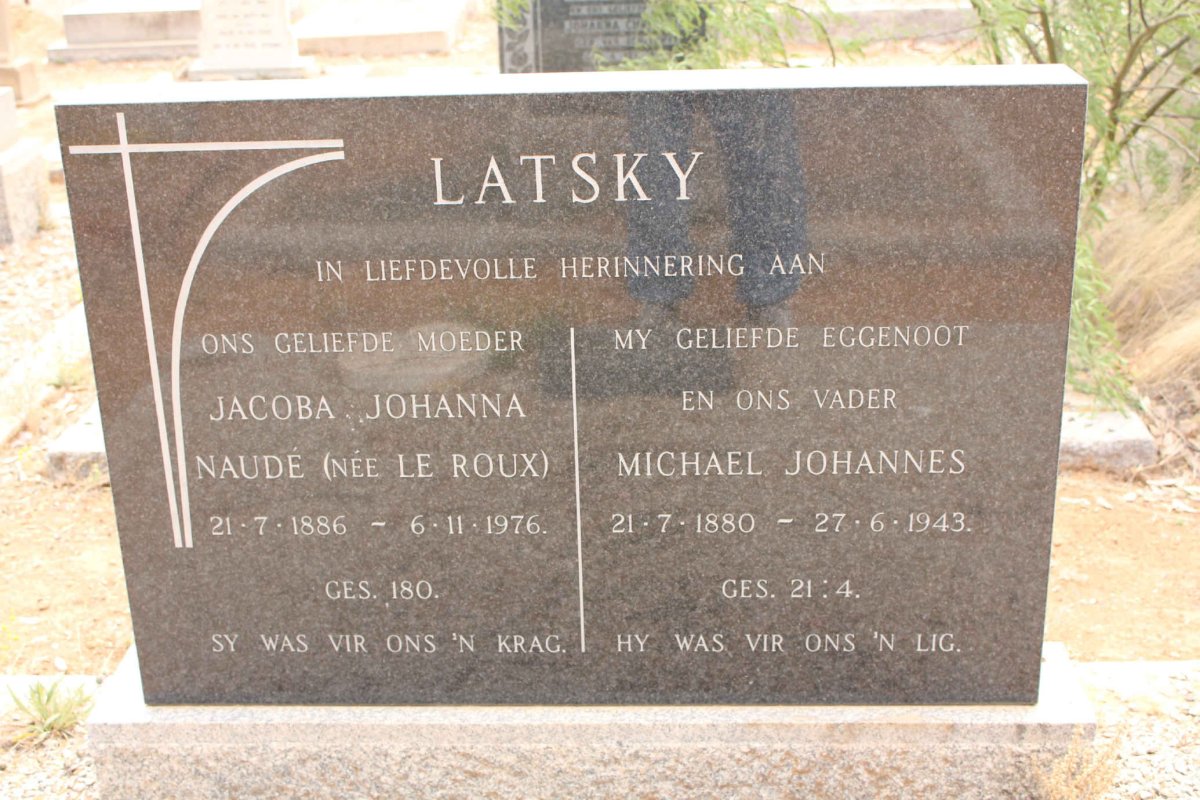 LATSKY
IN LIEFDEVOLLE HERINNERING AAN
ONS GELIEFDE MOEDER
JACOBA JOHANNA
NAUDÉ (NÉE LE ROUX)
21·7·1886 ~ 6·11·1976.
GES. 180.
SY WAS VIR ONS 'N KRAG.
MY GELIEFDE EGGENOOT
EN ONS VADER
MICHAEL JOHANNES
21·7·1880 ~ 27·6·1943.
GES. 21:4.
HY WAS VIR ONS 'N LIG.